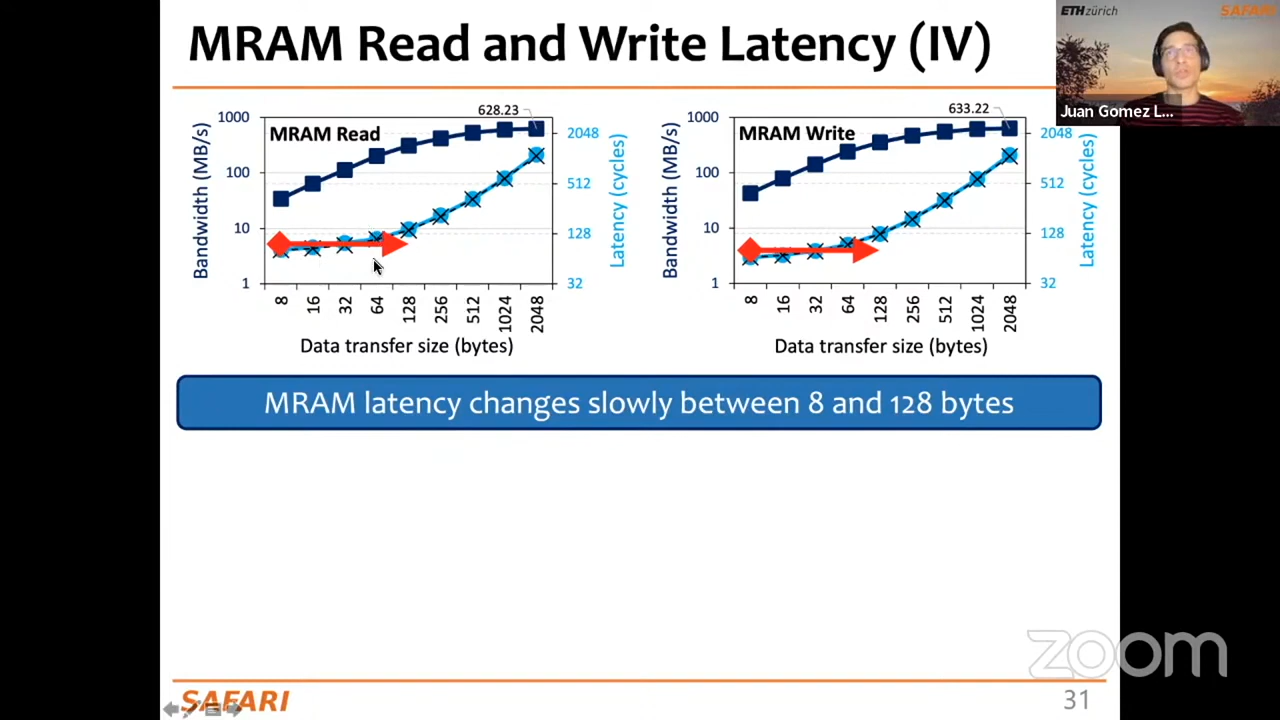 MRAM Read and Write Latency (IV)
ETH zürich
SAFARI
Juan Gomez L...
1000
100
10
1
Bandwidth (MB/s)
MRAM Read
628.23
2048
512
128
32
Latency (cycles)
8
16
32
64
128
256
512
1024
2048
Data transfer size (bytes)
1000
100
10
1
Bandwidth (MB/s)
MRAM Write
633.22
2048
512
128
32
Latency (cycles)
8
16
32
64
128
256
512
1024
2048
Data transfer size (bytes)
MRAM latency changes slowly between 8 and 128 bytes
zoom
SAFARI
31